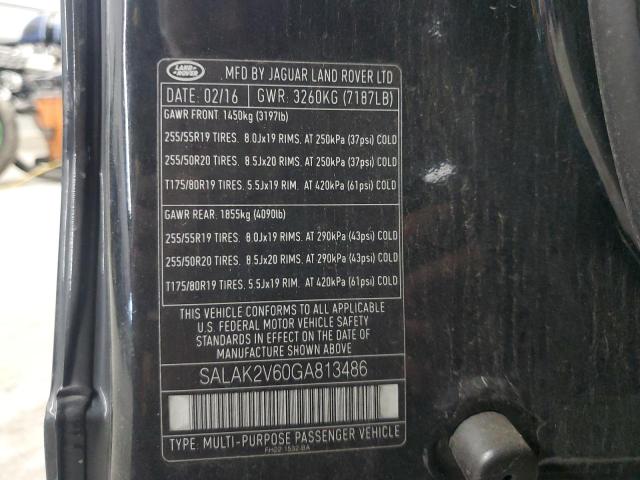 LAND ROVER
MFD BY JAGUAR LAND ROVER LTD
DATE: 02/16 GWR: 3260KG (7187LB)
GAWR FRONT: 1450kg (3197lb)
255/55R19 TIRES. 8.0Jx19 RIMS. AT 250kPa (37psi) COLD
255/50R20 TIRES. 8.5Jx20 RIMS. AT 250kPa (37psi) COLD
T175/80R19 TIRES. 5.5Jx19 RIM. AT 420kPa (61psi) COLD
GAWR REAR: 1855kg (4090lb)
255/55R19 TIRES. 8.0Jx19 RIMS. AT 290kPa (43psi) COLD
255/50R20 TIRES. 8.5Jx20 RIMS. AT 290kPa (43psi) COLD
T175/80R19 TIRES. 5.5Jx19 RIM. AT 420kPa (61psi) COLD
THIS VEHICLE CONFORMS TO ALL APPLICABLE
U.S. FEDERAL MOTOR VEHICLE SAFETY
STANDARDS IN EFFECT ON THE DATE OF
MANUFACTURE SHOWN ABOVE.
SALAK2V60GA813486
TYPE: MULTI-PURPOSE PASSENGER VEHICLE
FH22 1532 BA